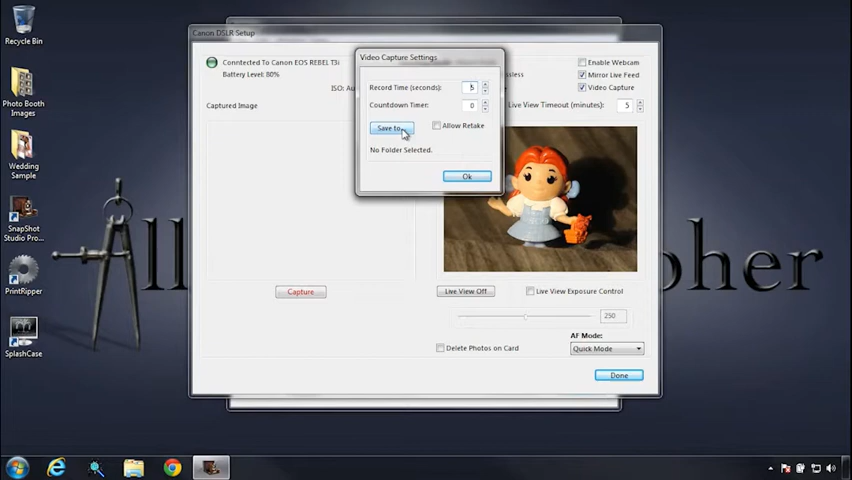 Recycle Bin
Photo Booth
Images
Wedding
Sample
SnapShot
Studio Pro...
PrintRipper
SplashCase
Canon DSLR Setup
Conntected To Canon EOS REBEL T3i
Battery Level: 80%
Captured Image
Enable Webcam
Mirror Live Feed
Video Capture
Live View Timeout (minutes): 5
Video Capture Settings
Record Time (seconds): 5
Countdown Timer: 0
Save to...
Allow Retake
No Folder Selected.
Ok
Capture
Live View Off
Live View Exposure Control
250
AF Mode:
Delete Photos on Card
Quick Mode
Done